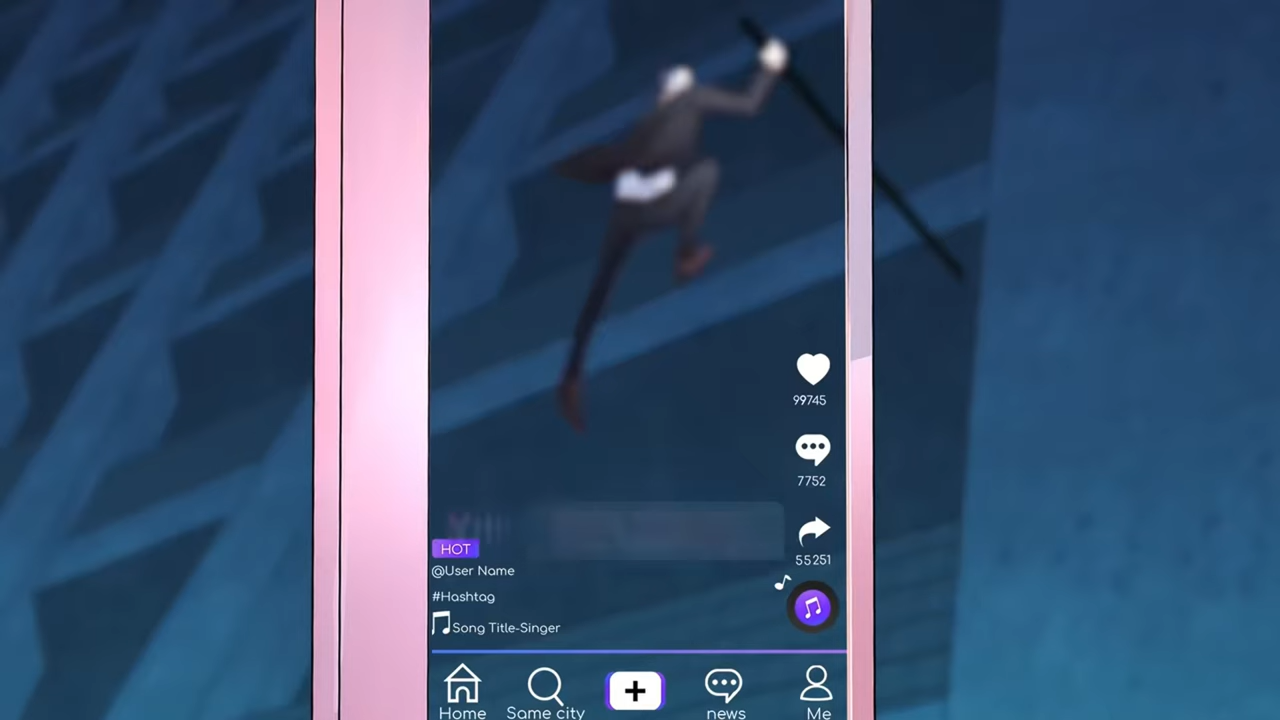 99745
7752
55251
HOT
@User Name
#Hashtag
Song Title-Singer
Home
Same city
news
Me